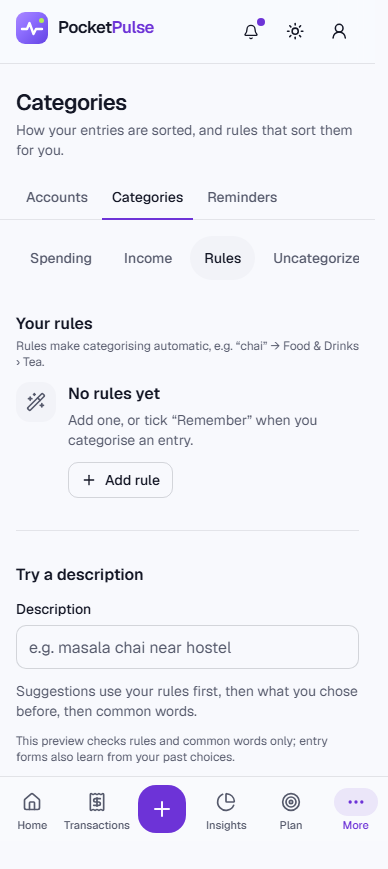 PocketPulse
Categories
How your entries are sorted, and rules that sort them
for you.
Accounts Categories Reminders
Spending Income Rules Uncategorize
Your rules
Rules make categorising automatic, e.g. “chai” → Food & Drinks
› Tea.
No rules yet
Add one, or tick “Remember” when you
categorise an entry.
+ Add rule
Try a description
Description
e.g. masala chai near hostel
Suggestions use your rules first, then what you chose
before, then common words.
This preview checks rules and common words only; entry
forms also learn from your past choices.
Home Transactions Insights Plan More